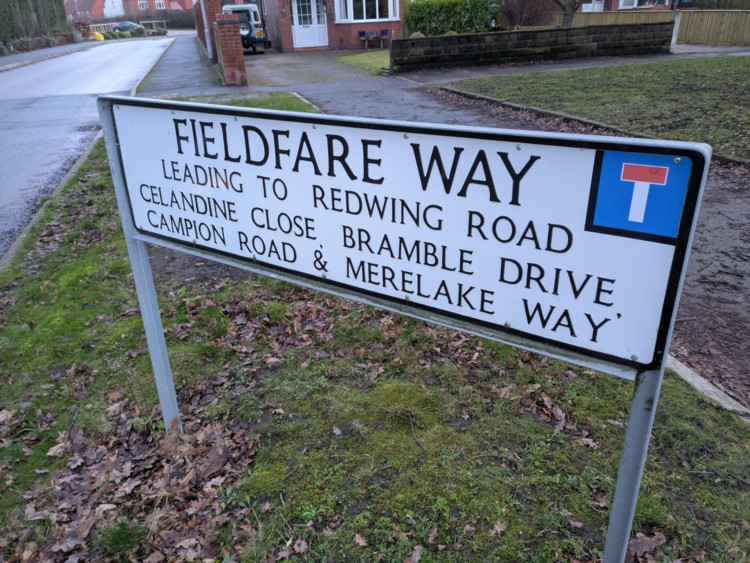 FIELDFARE WAY
LEADING TO REDWING ROAD
CELANDINE CLOSE, BRAMBLE DRIVE,
CAMPION ROAD & MERELAKE WAY